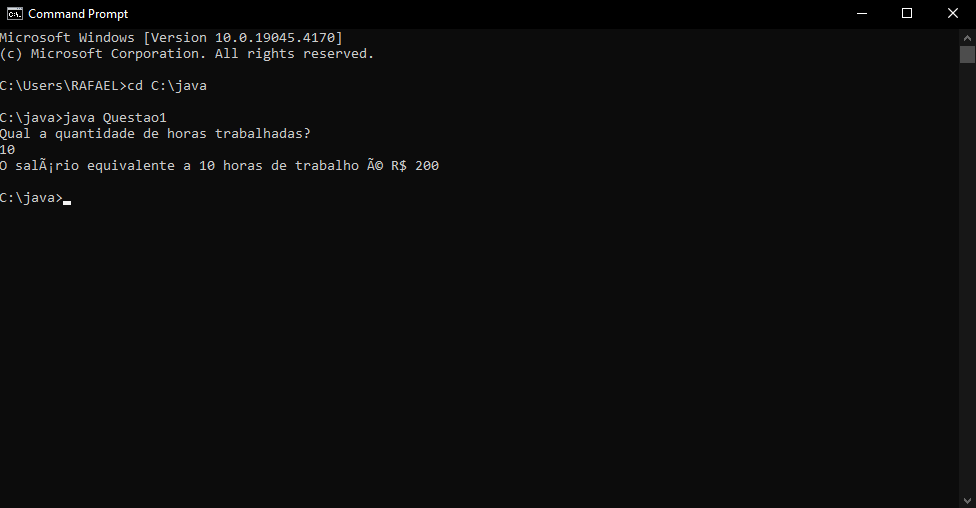 Command Prompt
Microsoft Windows [Version 10.0.19045.4170]
(c) Microsoft Corporation. All rights reserved.
C:\Users\RAFAEL>cd C:\java
C:\java>java Questao1
Qual a quantidade de horas trabalhadas?
10
O salÃ¡rio equivalente a 10 horas de trabalho Ã© R$ 200
C:\java>